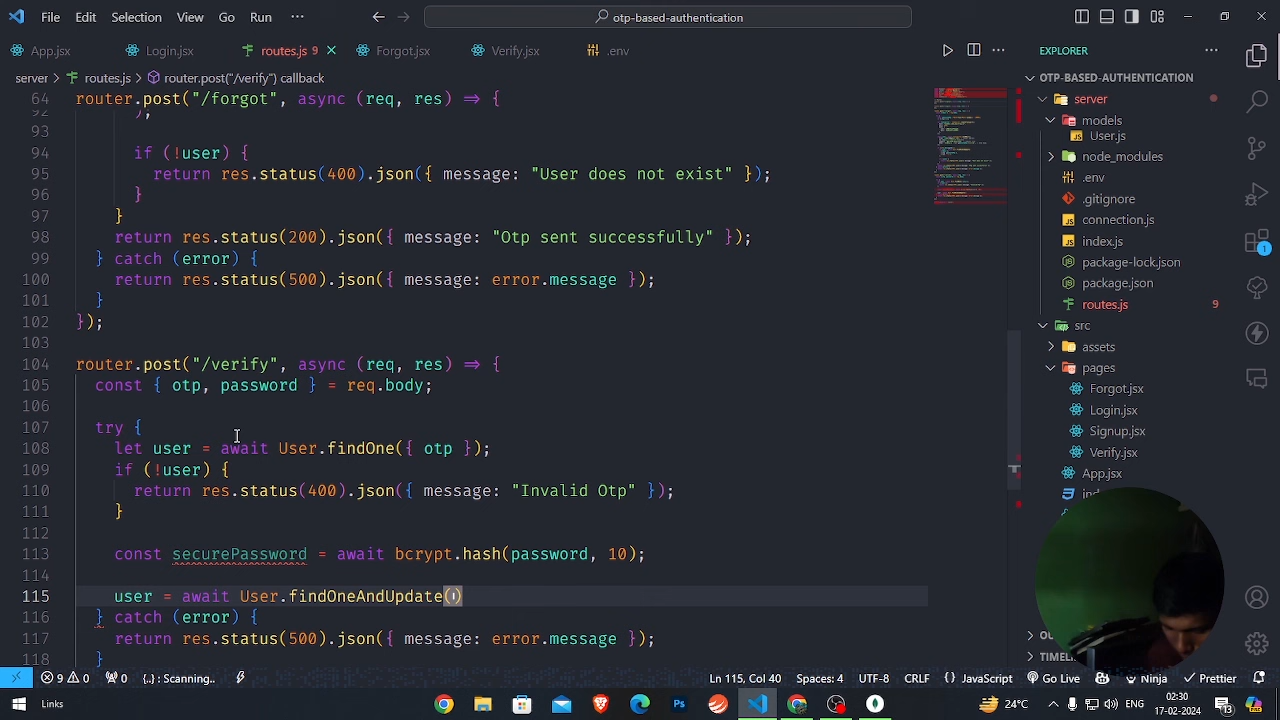 File Edit View Go Run ··· otp-based-authentication
App.jsx Login.jsx routes.js 9 Forgot.jsx Verify.jsx .env
EXPLORER
server > routes.js > router.post("/verify") callback
OTP-BASED-AUTHENTICATION
64 router.post("/forgot", async (req, res) => {
93 );
94 if (!user) {
95 return res.status(400).json({ message: "User does not exist" });
96 }
97
98 return res.status(200).json({ message: "Otp sent successfully" });
99 } catch (error) {
100 return res.status(500).json({ message: error.message });
101 }
102 });
103
104 router.post("/verify", async (req, res) => {
105 const { otp, password } = req.body;
106
107 try {
108 let user = await User.findOne({ otp });
109 if (!user) {
110 return res.status(400).json({ message: "Invalid Otp" });
111 }
112
113 const securePassword = await bcrypt.hash(password, 10);
114
115 user = await User.findOneAndUpdate()
116 } catch (error) {
117 return res.status(500).json({ message: error.message });
118 }
server
models
User.js
.env
.gitignore
connection.js
index.js
package-lock.json
package.json
routes.js 9
src
assets
pages
Forgot.jsx
Login.jsx
Signup.jsx
Verify.jsx
App.jsx
1
9 0 0 Scanning.. Ln 115, Col 40 Spaces: 4 UTF-8 CRLF {} JavaScript Go Live Ninja Prettier
Links 24°C 02:30